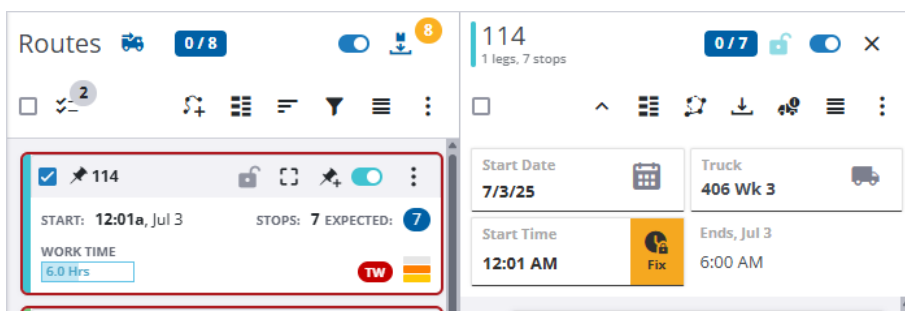 Routes
0 / 8
8
2
114
START: 12:01a, Jul 3
STOPS: 7 EXPECTED: 7
WORK TIME
6.0 Hrs
TW
114
1 legs, 7 stops
0 / 7
Start Date
7/3/25
Truck
406 Wk 3
Start Time
12:01 AM
Fix
Ends, Jul 3
6:00 AM